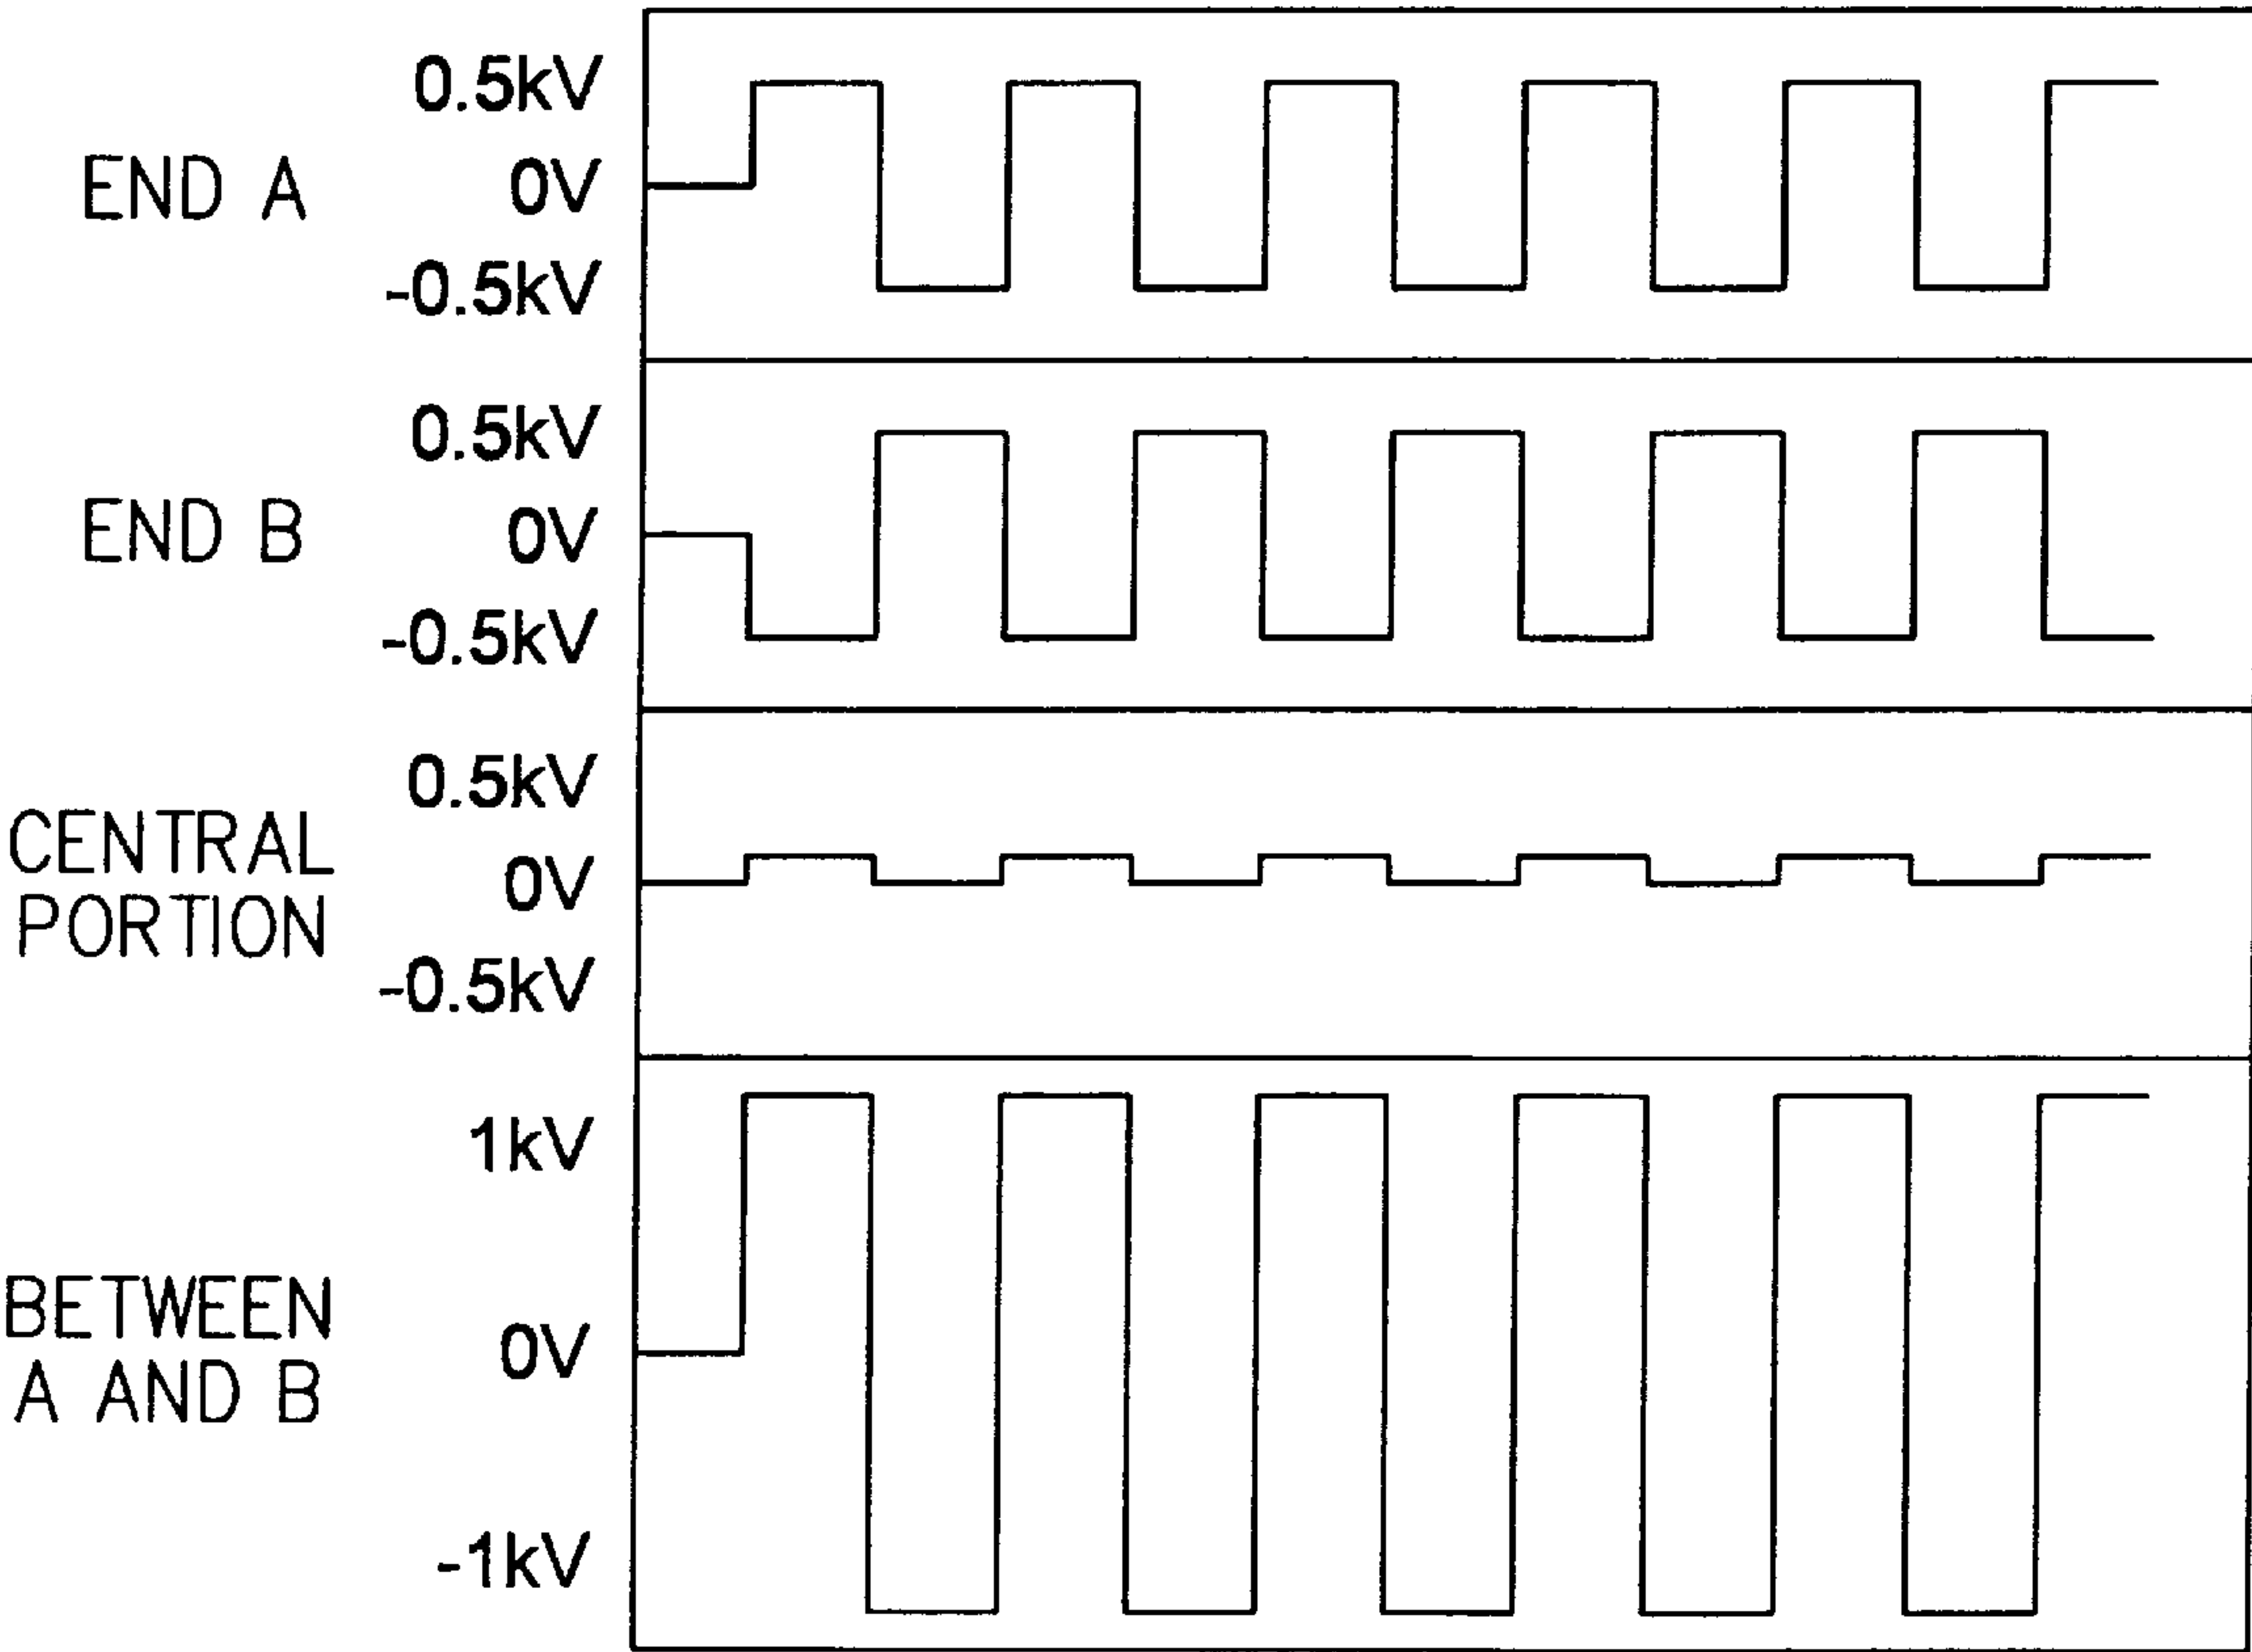 0.5kV
END A 0V
-0.5kV
0.5kV
END B 0V
-0.5kV
0.5kV
CENTRAL
PORTION
0V
-0.5kV
1kV
BETWEEN
A AND B
0V
-1kV